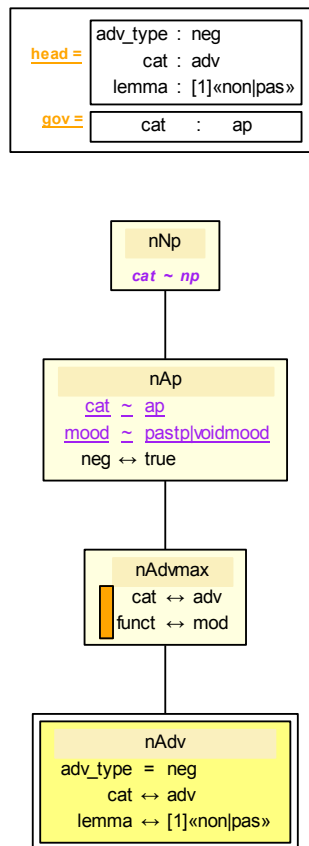 head =
adv_type : neg
cat : adv
lemma : [1]«non|pas»
gov =
cat : ap
nNp
cat ~ np
nAp
cat ~ ap
mood ~ pastp|voidmood
neg ↔ true
nAdvmax
cat ↔ adv
funct ↔ mod
nAdv
adv_type = neg
cat ↔ adv
lemma ↔ [1]«non|pas»